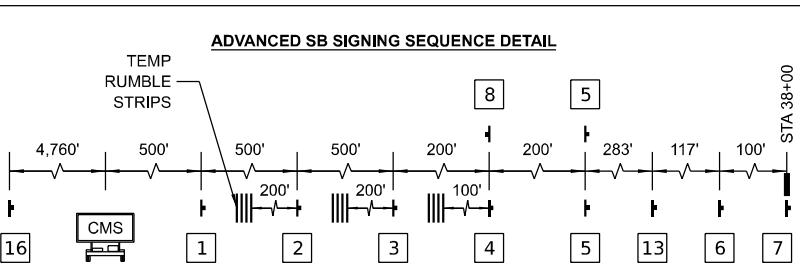 ADVANCED SB SIGNING SEQUENCE DETAIL
TEMP
RUMBLE
STRIPS
8 5
STA 38+00
4,760' 500' 500' 500' 200' 200' 283' 117' 100'
200' 200' 100'
CMS
16 1 2 3 4 5 13 6 7